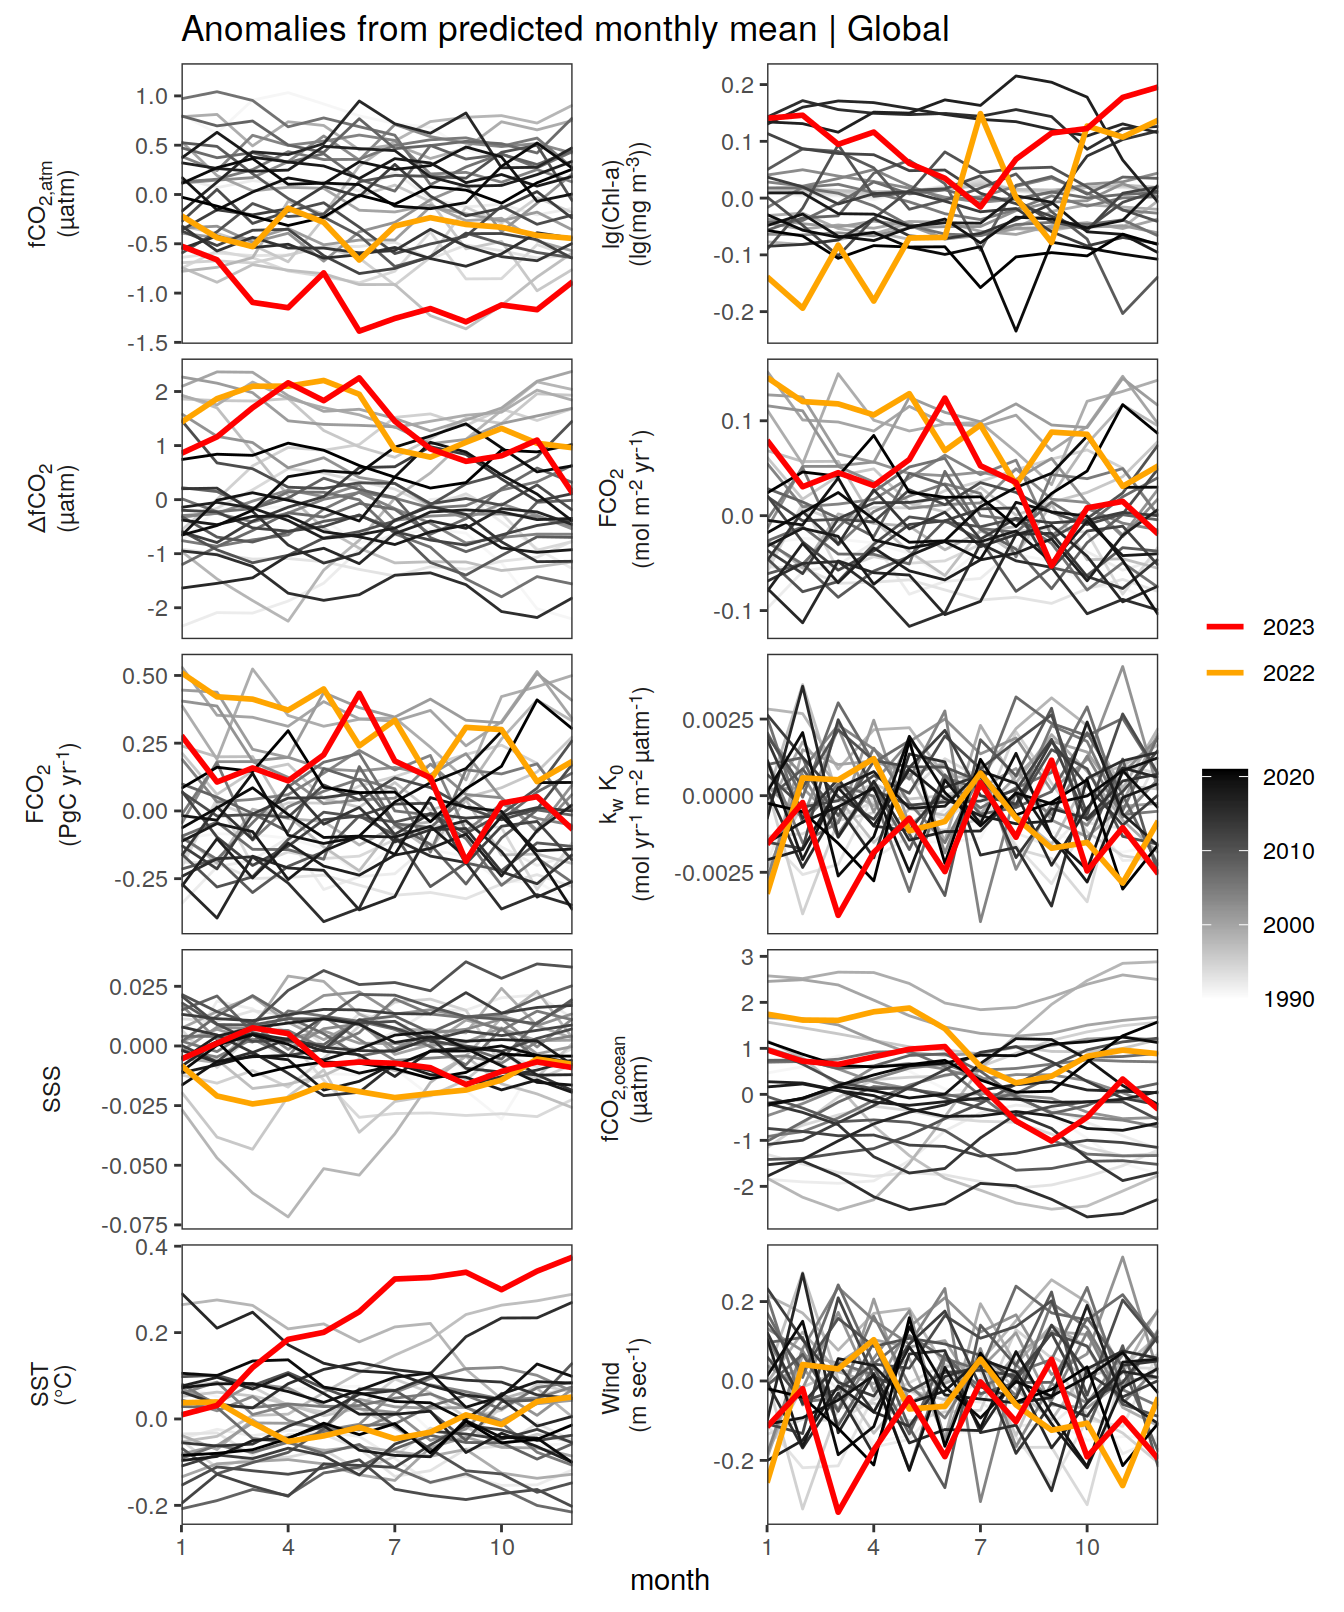 Anomalies from predicted monthly mean | Global
fCO2,atm
(µatm)
1.0
0.5
0.0
-0.5
-1.0
-1.5
lg(Chl-a)
(lg(mg m-3))
0.2
0.1
0.0
-0.1
-0.2
ΔfCO2
(µatm)
2
1
0
-1
-2
FCO2
(mol m-2 yr-1)
0.1
0.0
-0.1
FCO2
(PgC yr-1)
0.50
0.25
0.00
-0.25
kw K0
(mol yr-1 m-2 µatm-1)
0.0025
0.0000
-0.0025
SSS
0.025
0.000
-0.025
-0.050
-0.075
fCO2,ocean
(µatm)
3
2
1
0
-1
-2
SST
(°C)
0.4
0.2
0.0
-0.2
Wind
(m sec-1)
0.2
0.0
-0.2
1 4 7 10
1 4 7 10
month
2023
2022
2020
2010
2000
1990